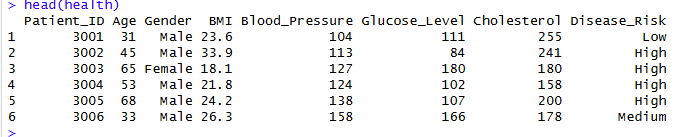 > head(health)
Patient_ID Age Gender BMI Blood_Pressure Glucose_Level Cholesterol Disease_Risk
1 3001 31 Male 23.6 104 111 255 Low
2 3002 45 Male 33.9 113 84 241 High
3 3003 65 Female 18.1 127 180 180 High
4 3004 53 Male 21.8 124 102 158 High
5 3005 68 Male 24.2 138 107 200 High
6 3006 33 Male 26.3 158 166 178 Medium
>